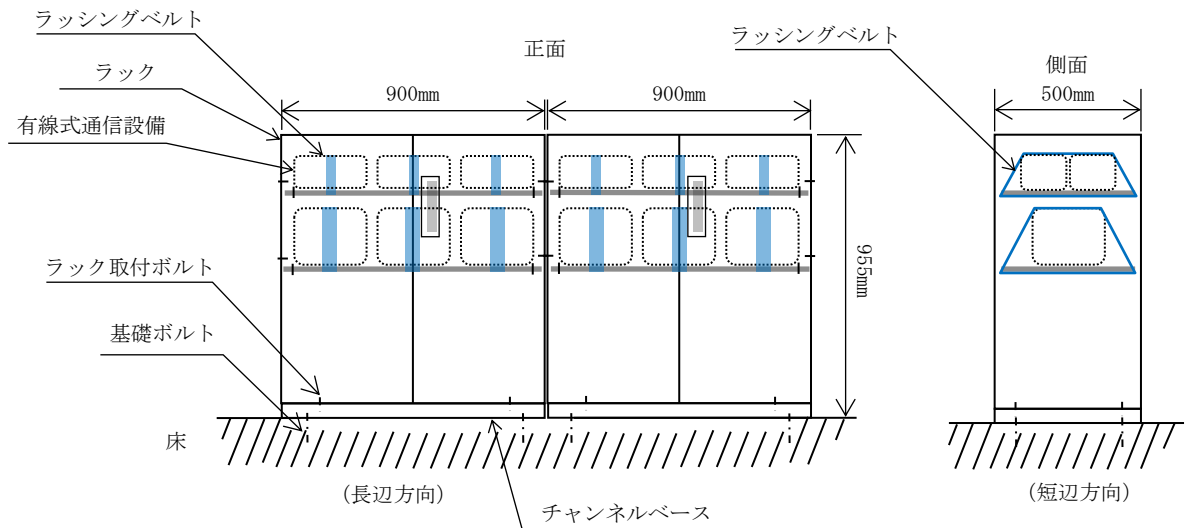 ラッシングベルト
正面
ラッシングベルト
ラック
側面
900mm
900mm
500mm
有線式通信設備
ラック取付ボルト
955mm
基礎ボルト
床
(長辺方向)
チャンネルベース
(短辺方向)